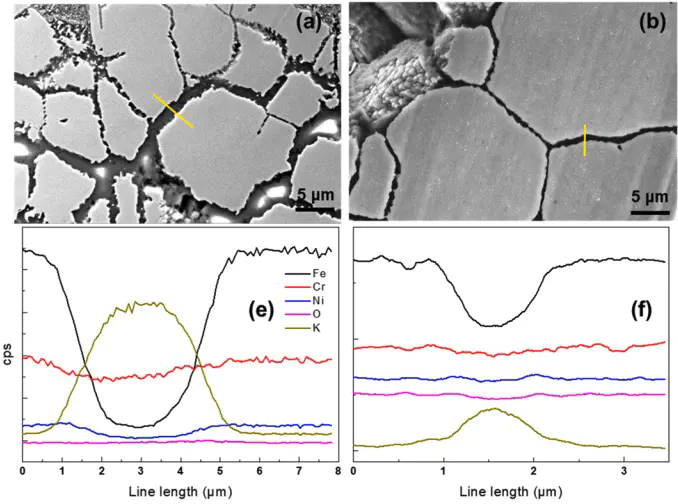 (a)
5 µm
(b)
5 µm
cps
Fe
Cr
Ni
O
K
(e)
0 1 2 3 4 5 6 7 8
Line length (µm)
(f)
0 1 2 3
Line length (µm)